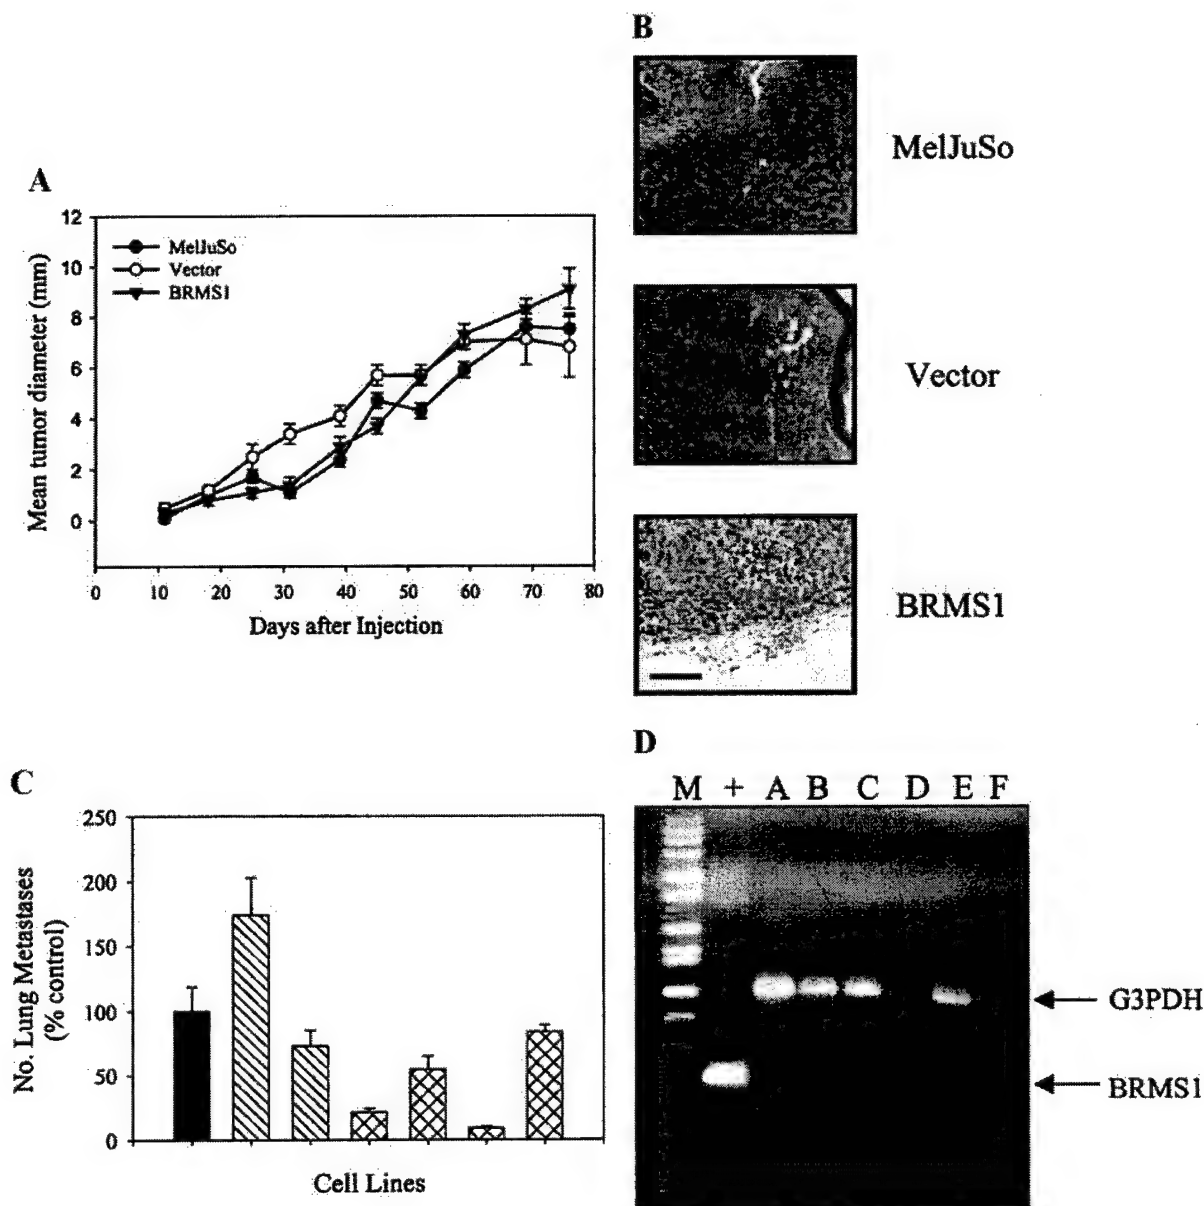 A
12
10
8
6
4
2
0
Mean tumor diameter (mm)
MelJuSo
Vector
BRMS1
0 10 20 30 40 50 60 70 80
Days after Injection
B
MelJuSo
Vector
BRMS1
C
250
200
150
100
50
0
No. Lung Metastases
(% control)
Cell Lines
D
M + A B C D E F
G3PDH
BRMS1